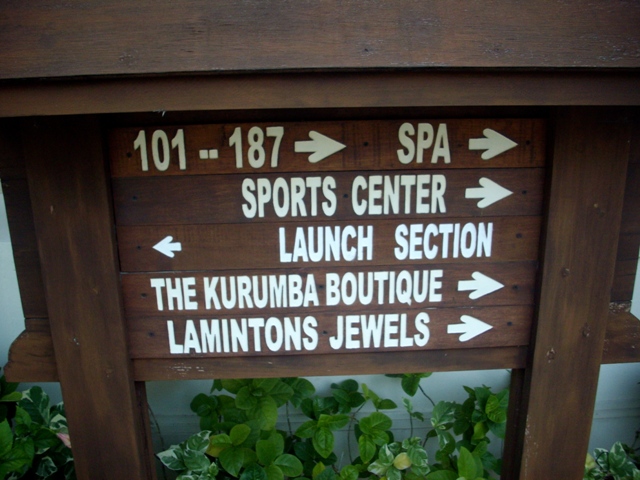 101 -- 187 → SPA →
SPORTS CENTER →
← LAUNCH SECTION
THE KURUMBA BOUTIQUE →
LAMINTONS JEWELS →